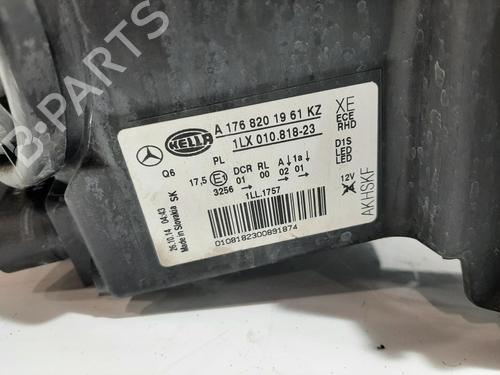 HELLA
A 176 820 19 61 KZ
1LX 010.818-23
XE
ECE
RHD
D1S
LED
LED
12V
AKHSKF
Q6
PL
DCR RL A 1a
17,5 E1 01 00 02 01
3256
1LL.1757
26.10.14 04:43
Made in Slovakia SK
0108182300891874